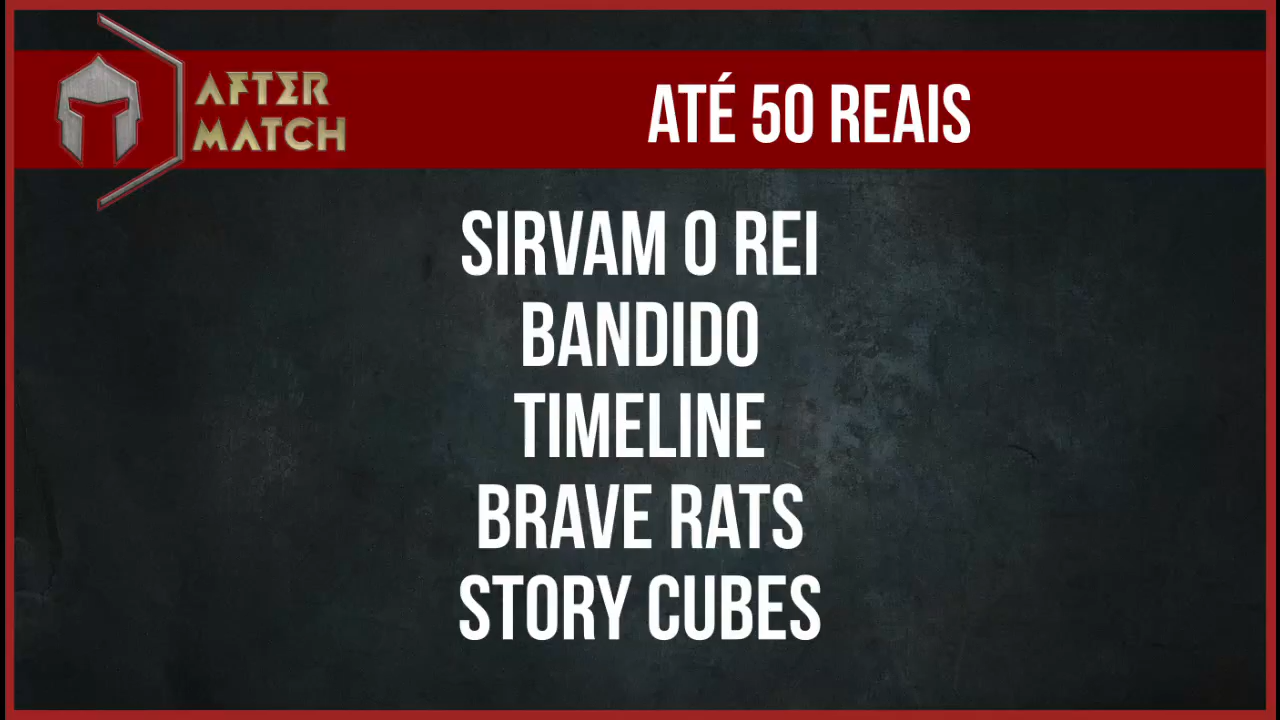 AFTER
MATCH
ATÉ 50 REAIS
SIRVAM O REI
BANDIDO
TIMELINE
BRAVE RATS
STORY CUBES